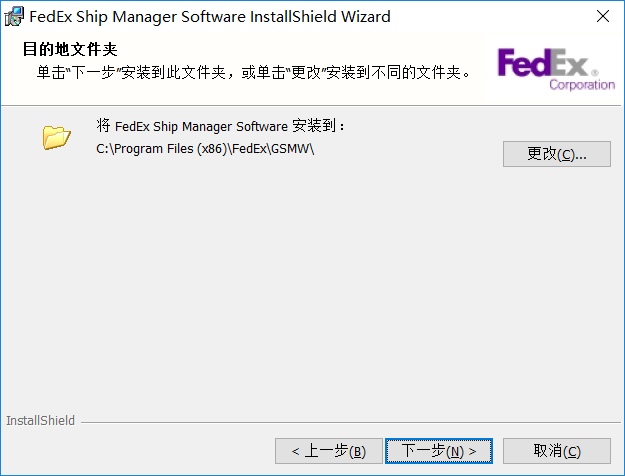 FedEx Ship Manager Software InstallShield Wizard
目的地文件夹
单击“下一步”安装到此文件夹，或单击“更改”安装到不同的文件夹。
FedEx®
Corporation
将 FedEx Ship Manager Software 安装到：
C:\Program Files (x86)\FedEx\GSMW\
更改(C)...
InstallShield
< 上一步(B)
下一步(N) >
取消(C)